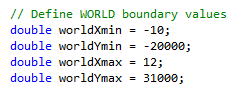 // Define WORLD boundary values
double worldXmin = -10;
double worldYmin = -20000;
double worldXmax = 12;
double worldYmax = 31000;